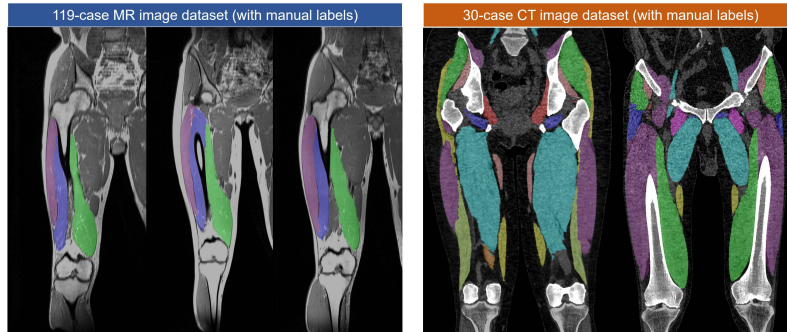 119-case MR image dataset (with manual labels)
30-case CT image dataset (with manual labels)